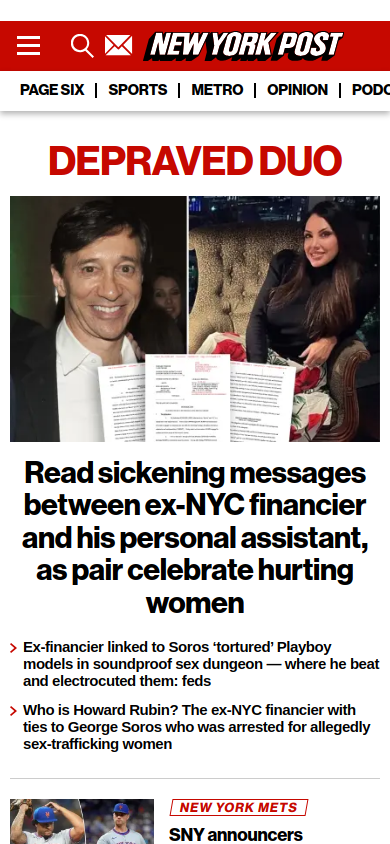 NEW YORK POST
PAGE SIX | SPORTS | METRO | OPINION | PODC
DEPRAVED DUO
Read sickening messages
between ex-NYC financier
and his personal assistant,
as pair celebrate hurting
women
Ex-financier linked to Soros ‘tortured’ Playboy
models in soundproof sex dungeon — where he beat
and electrocuted them: feds
Who is Howard Rubin? The ex-NYC financier with
ties to George Soros who was arrested for allegedly
sex-trafficking women
NEW YORK METS
SNY announcers